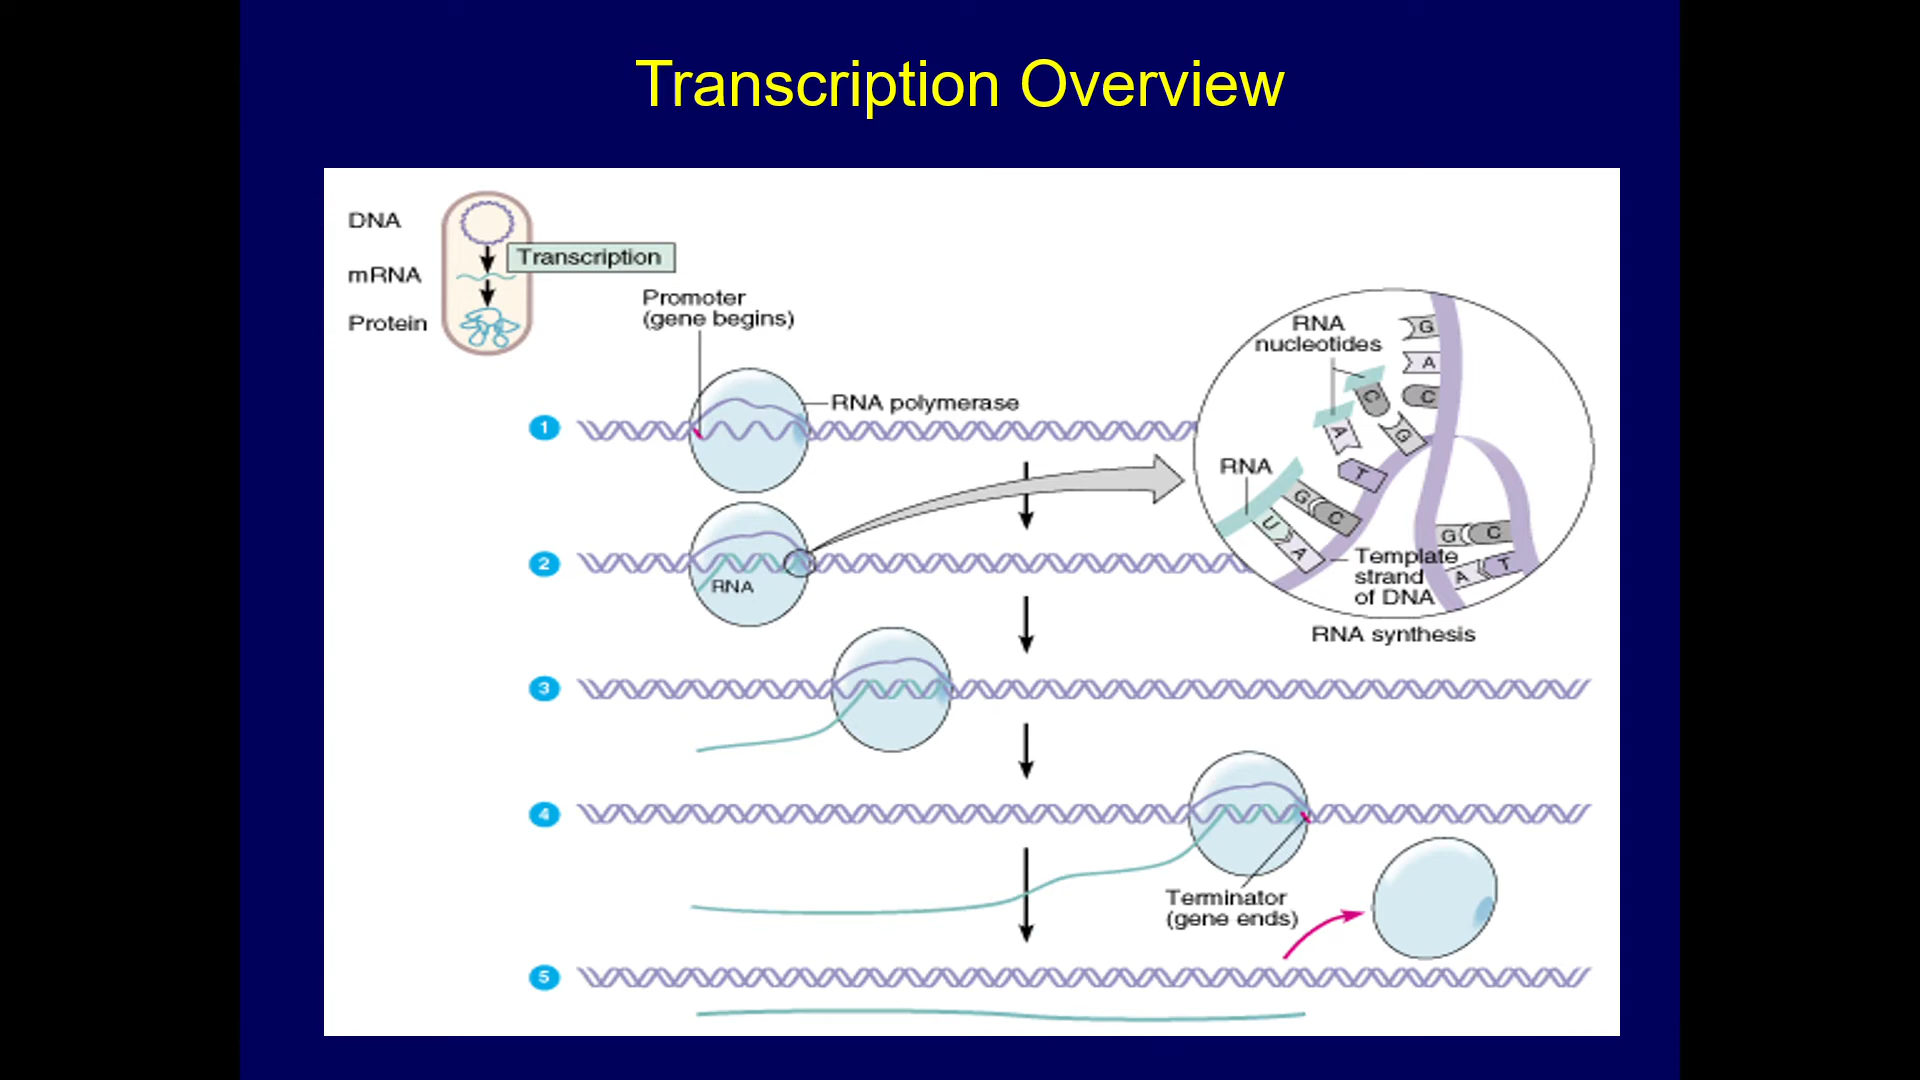 Transcription Overview
DNA
Transcription
mRNA
Protein
Promoter
(gene begins)
RNA polymerase
1
2
RNA
RNA
nucleotides
G
A
C
C
A
G
T
RNA
G
C
U
A
G
C
A
T
Template
strand
of DNA
RNA synthesis
3
4
Terminator
(gene ends)
5